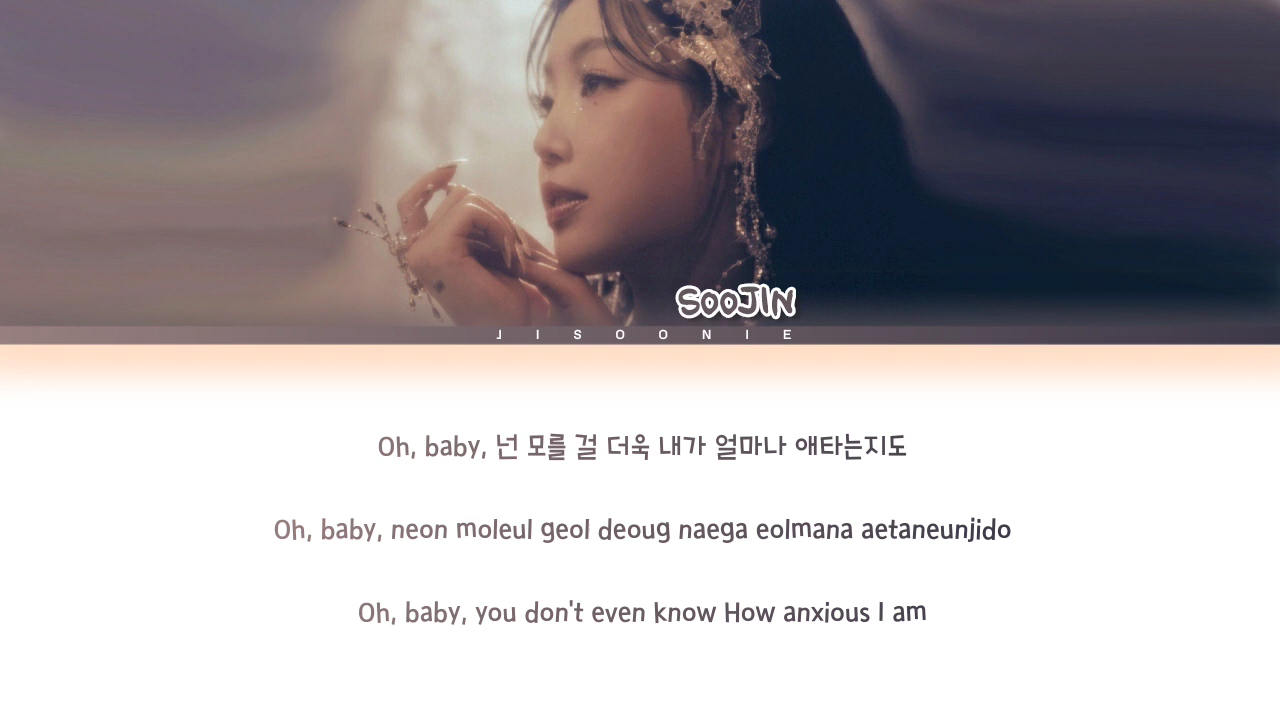 SOOJIN
JISOONIE
Oh, baby, 넌 모를 걸 더욱 내가 얼마나 애타는지도
Oh, baby, neon moleul geol deoug naega eolmana aetaneunjido
Oh, baby, you don't even know How anxious I am